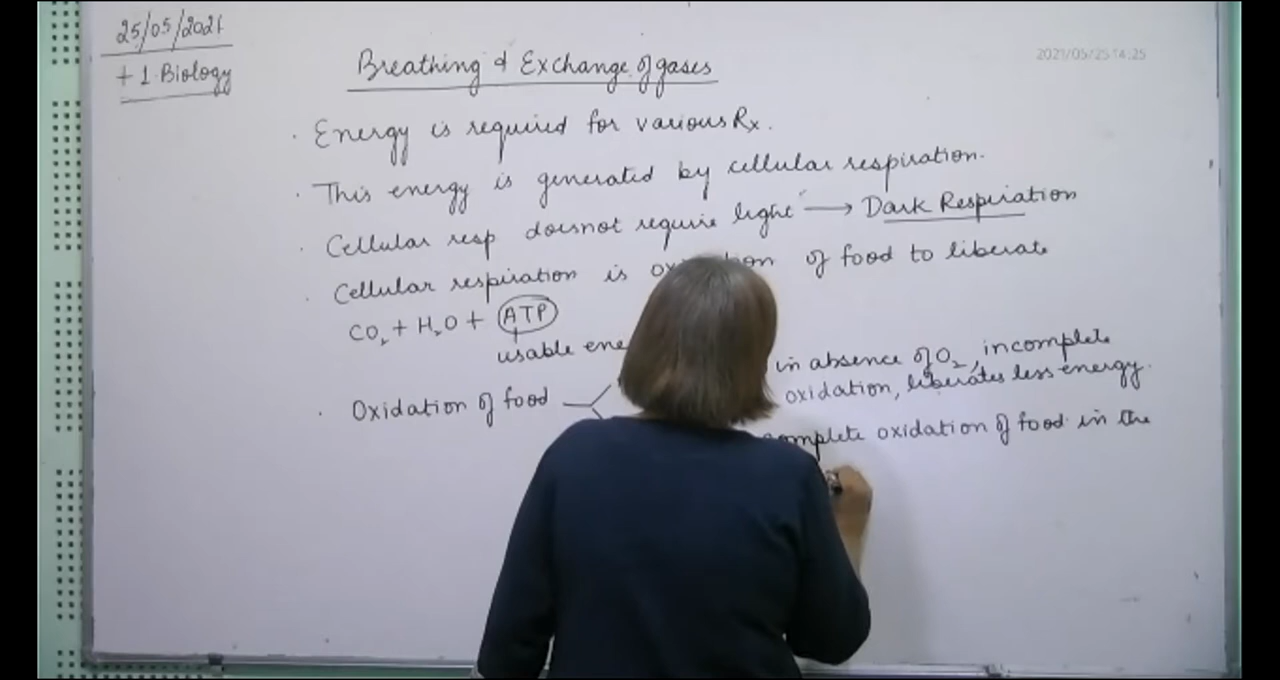 25/05/2021
2021/05/25 14:25
+1 Biology
Breathing & Exchange of gases
· Energy is required for various Rx.
· This energy is generated by cellular respiration.
· Cellular resp doesnot require light → Dark Respiration
· Cellular respiration is of food to liberate
CO₂ + H₂O + ATP
usable
in absence of O₂, incomplete
oxidation, liberates less energy.
· Oxidation of food
complete oxidation of food in the